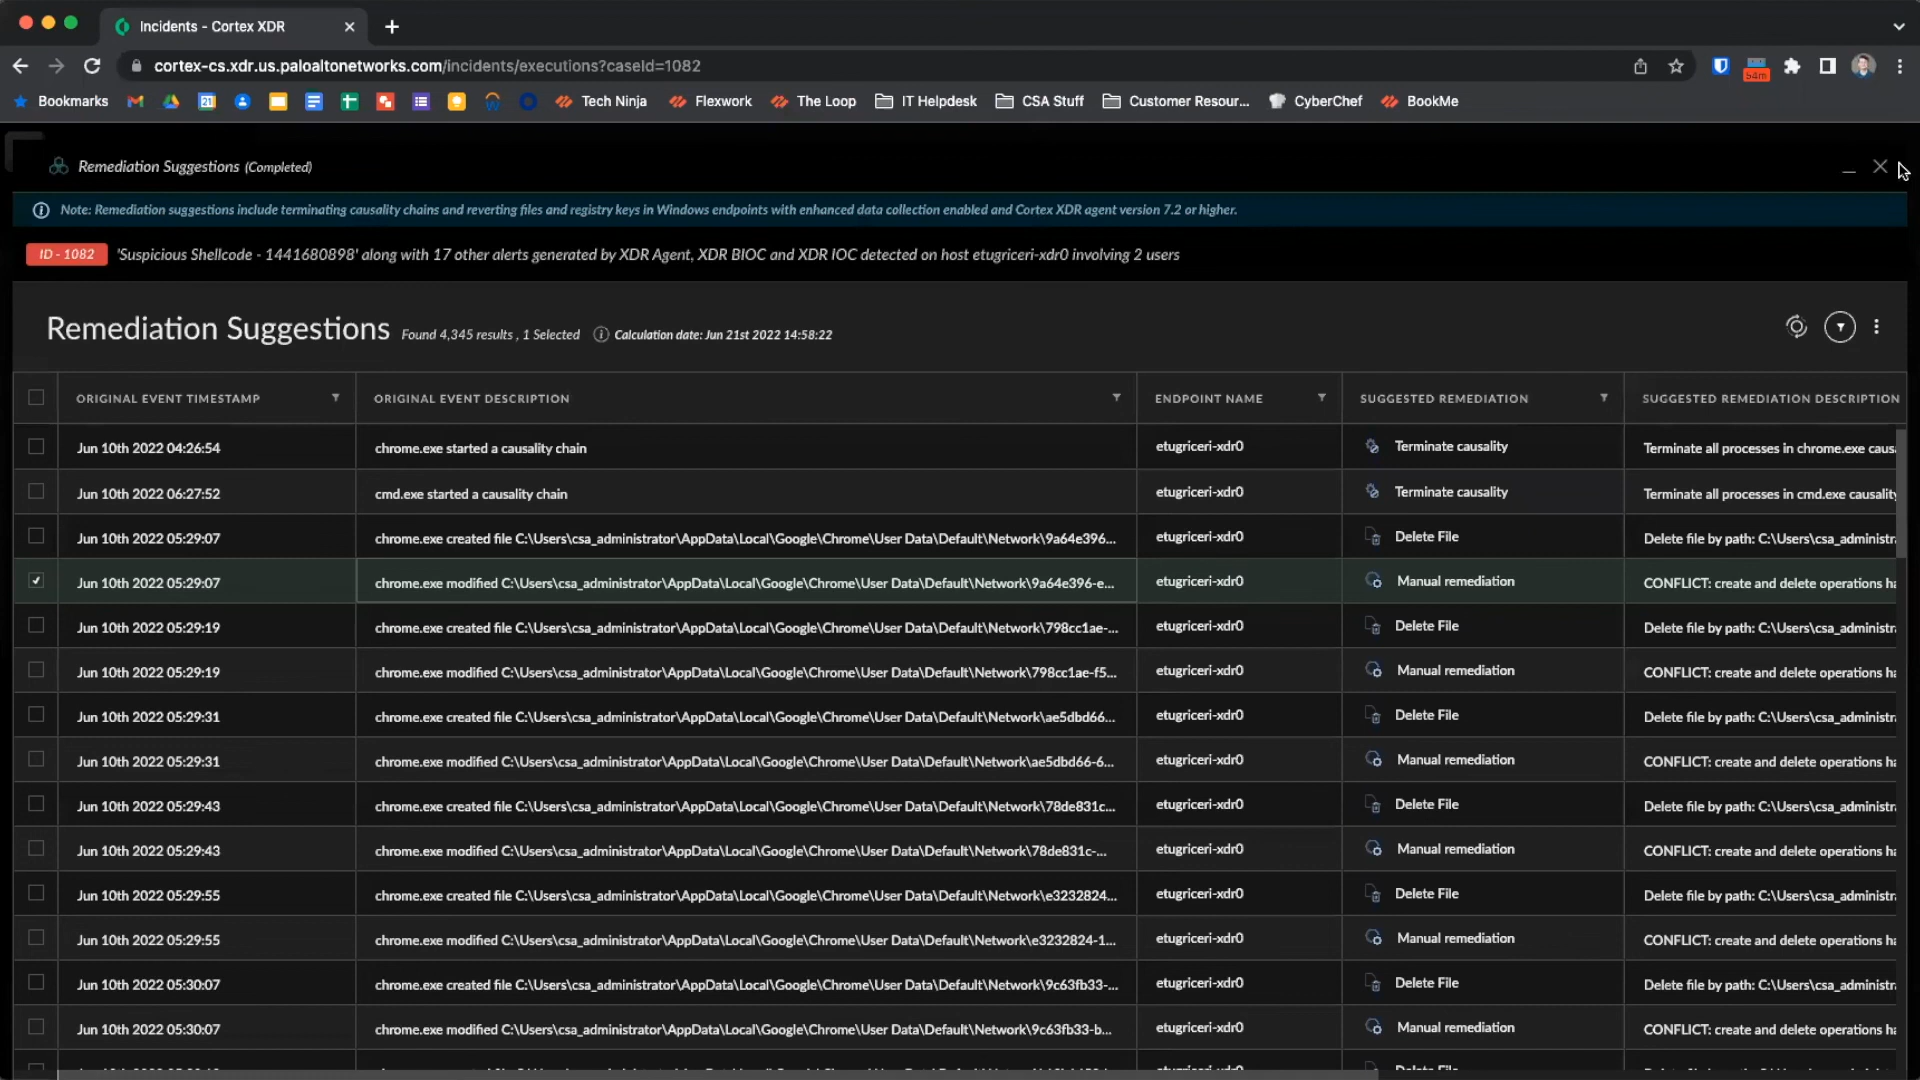 Incidents - Cortex XDR
cortex-cs.xdr.us.paloaltonetworks.com/incidents/executions?caseId=1082
54m
Bookmarks 21 Tech Ninja Flexwork The Loop IT Helpdesk CSA Stuff Customer Resour... CyberChef BookMe
Remediation Suggestions (Completed)
Note: Remediation suggestions include terminating causality chains and reverting files and registry keys in Windows endpoints with enhanced data collection enabled and Cortex XDR agent version 7.2 or higher.
ID - 1082 'Suspicious Shellcode - 1441680898' along with 17 other alerts generated by XDR Agent, XDR BIOC and XDR IOC detected on host etugriceri-xdr0 involving 2 users
Remediation Suggestions Found 4,345 results , 1 Selected Calculation date: Jun 21st 2022 14:58:22
ORIGINAL EVENT TIMESTAMP ORIGINAL EVENT DESCRIPTION ENDPOINT NAME SUGGESTED REMEDIATION SUGGESTED REMEDIATION DESCRIPTION
Jun 10th 2022 04:26:54 chrome.exe started a causality chain etugriceri-xdr0 Terminate causality Terminate all processes in chrome.exe caus
Jun 10th 2022 06:27:52 cmd.exe started a causality chain etugriceri-xdr0 Terminate causality Terminate all processes in cmd.exe causality
Jun 10th 2022 05:29:07 chrome.exe created file C:\Users\csa_administrator\AppData\Local\Google\Chrome\User Data\Default\Network\9a64e396... etugriceri-xdr0 Delete File Delete file by path: C:\Users\csa_administr
Jun 10th 2022 05:29:07 chrome.exe modified C:\Users\csa_administrator\AppData\Local\Google\Chrome\User Data\Default\Network\9a64e396-e... etugriceri-xdr0 Manual remediation CONFLICT: create and delete operations ha
Jun 10th 2022 05:29:19 chrome.exe created file C:\Users\csa_administrator\AppData\Local\Google\Chrome\User Data\Default\Network\798cc1ae-... etugriceri-xdr0 Delete File Delete file by path: C:\Users\csa_administr
Jun 10th 2022 05:29:19 chrome.exe modified C:\Users\csa_administrator\AppData\Local\Google\Chrome\User Data\Default\Network\798cc1ae-f5... etugriceri-xdr0 Manual remediation CONFLICT: create and delete operations ha
Jun 10th 2022 05:29:31 chrome.exe created file C:\Users\csa_administrator\AppData\Local\Google\Chrome\User Data\Default\Network\ae5dbd66... etugriceri-xdr0 Delete File Delete file by path: C:\Users\csa_administr
Jun 10th 2022 05:29:31 chrome.exe modified C:\Users\csa_administrator\AppData\Local\Google\Chrome\User Data\Default\Network\ae5dbd66-6... etugriceri-xdr0 Manual remediation CONFLICT: create and delete operations ha
Jun 10th 2022 05:29:43 chrome.exe created file C:\Users\csa_administrator\AppData\Local\Google\Chrome\User Data\Default\Network\78de831c... etugriceri-xdr0 Delete File Delete file by path: C:\Users\csa_administr
Jun 10th 2022 05:29:43 chrome.exe modified C:\Users\csa_administrator\AppData\Local\Google\Chrome\User Data\Default\Network\78de831c-... etugriceri-xdr0 Manual remediation CONFLICT: create and delete operations ha
Jun 10th 2022 05:29:55 chrome.exe created file C:\Users\csa_administrator\AppData\Local\Google\Chrome\User Data\Default\Network\e3232824... etugriceri-xdr0 Delete File Delete file by path: C:\Users\csa_administr
Jun 10th 2022 05:29:55 chrome.exe modified C:\Users\csa_administrator\AppData\Local\Google\Chrome\User Data\Default\Network\e3232824-1... etugriceri-xdr0 Manual remediation CONFLICT: create and delete operations ha
Jun 10th 2022 05:30:07 chrome.exe created file C:\Users\csa_administrator\AppData\Local\Google\Chrome\User Data\Default\Network\9c63fb33-... etugriceri-xdr0 Delete File Delete file by path: C:\Users\csa_administr
Jun 10th 2022 05:30:07 chrome.exe modified C:\Users\csa_administrator\AppData\Local\Google\Chrome\User Data\Default\Network\9c63fb33-b... etugriceri-xdr0 Manual remediation CONFLICT: create and delete operations ha